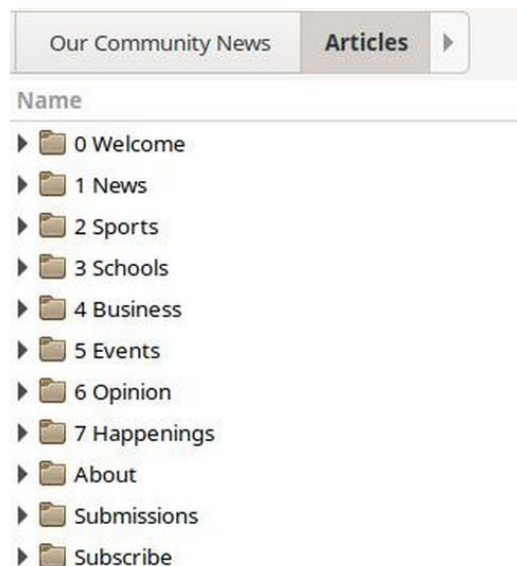 Our Community News Articles
Name
0 Welcome
1 News
2 Sports
3 Schools
4 Business
5 Events
6 Opinion
7 Happenings
About
Submissions
Subscribe